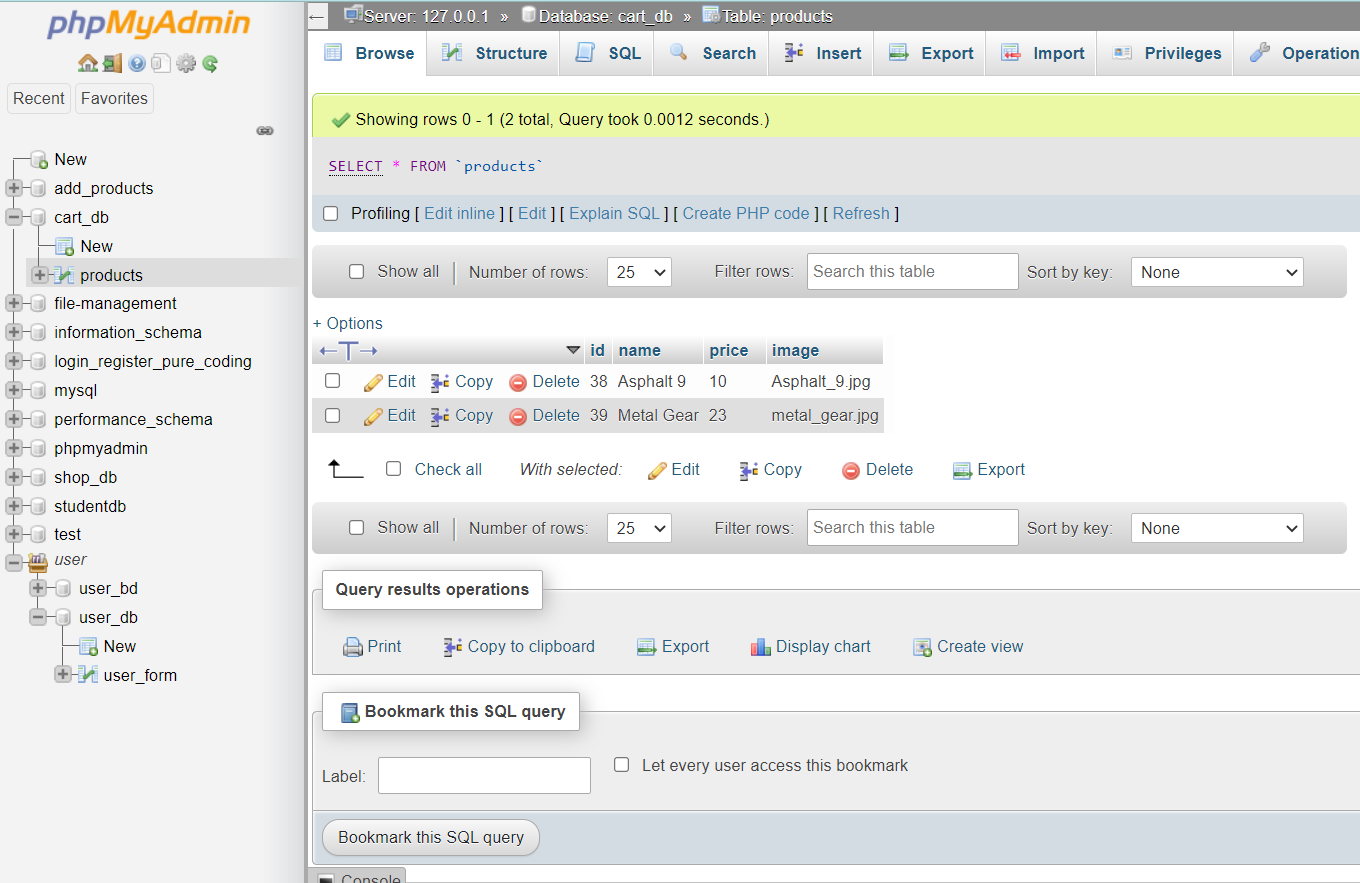 phpMyAdmin
Recent Favorites
New
add_products
cart_db
New
products
file-management
information_schema
login_register_pure_coding
mysql
performance_schema
phpmyadmin
shop_db
studentdb
test
user
user_bd
user_db
New
user_form
Server: 127.0.0.1 » Database: cart_db » Table: products
Browse Structure SQL Search Insert Export Import Privileges Operation
Showing rows 0 - 1 (2 total, Query took 0.0012 seconds.)
SELECT * FROM `products`
Profiling [ Edit inline ] [ Edit ] [ Explain SQL ] [ Create PHP code ] [ Refresh ]
Show all | Number of rows: 25 Filter rows: Search this table Sort by key: None
+ Options
←T→ id name price image
Edit Copy Delete 38 Asphalt 9 10 Asphalt_9.jpg
Edit Copy Delete 39 Metal Gear 23 metal_gear.jpg
Check all With selected: Edit Copy Delete Export
Show all | Number of rows: 25 Filter rows: Search this table Sort by key: None
Query results operations
Print Copy to clipboard Export Display chart Create view
Bookmark this SQL query
Label: Let every user access this bookmark
Bookmark this SQL query
Console